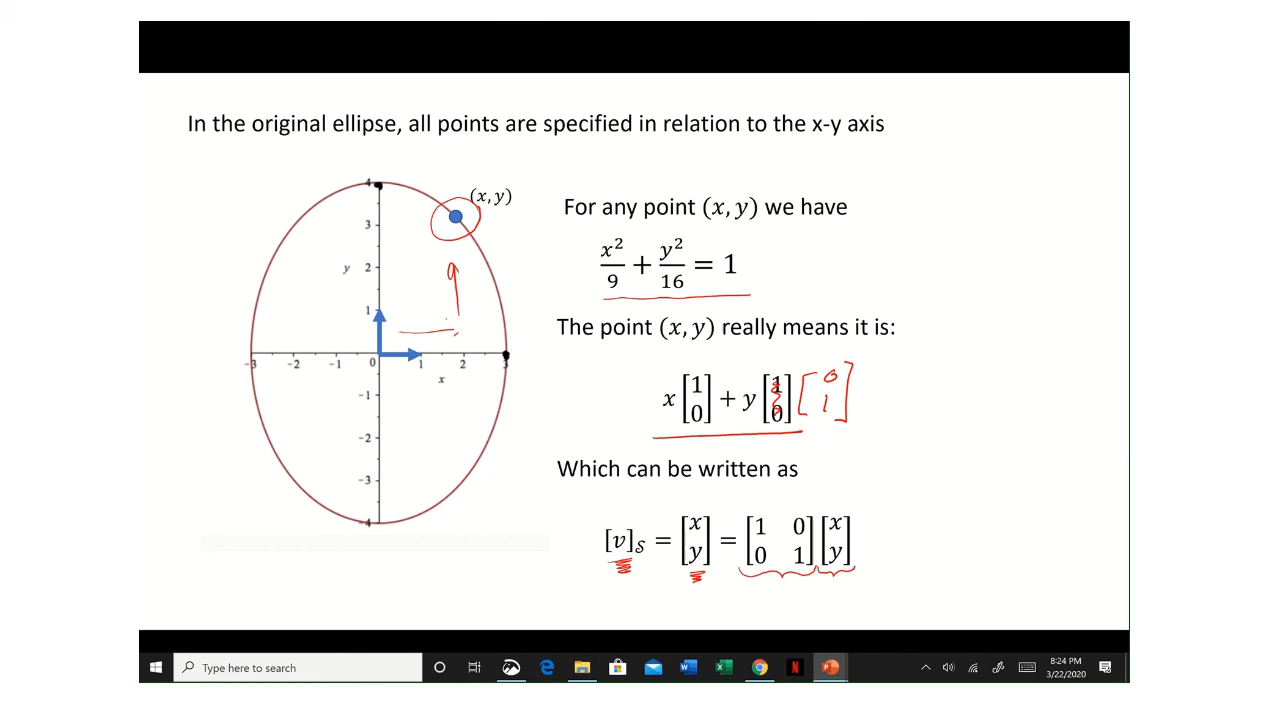 In the original ellipse, all points are specified in relation to the x-y axis
(x, y)
For any point (x, y) we have
x²/9 + y²/16 = 1
The point (x, y) really means it is:
x [1 0] + y [1 0] [0 1]
Which can be written as
[v]𝒮 = [x y] = [1 0 0 1] [x y]
4
3
2
y
1
-3 -2 -1 0 1 2 3
x
-1
-2
-3
-4
Type here to search
8:24 PM
3/22/2020